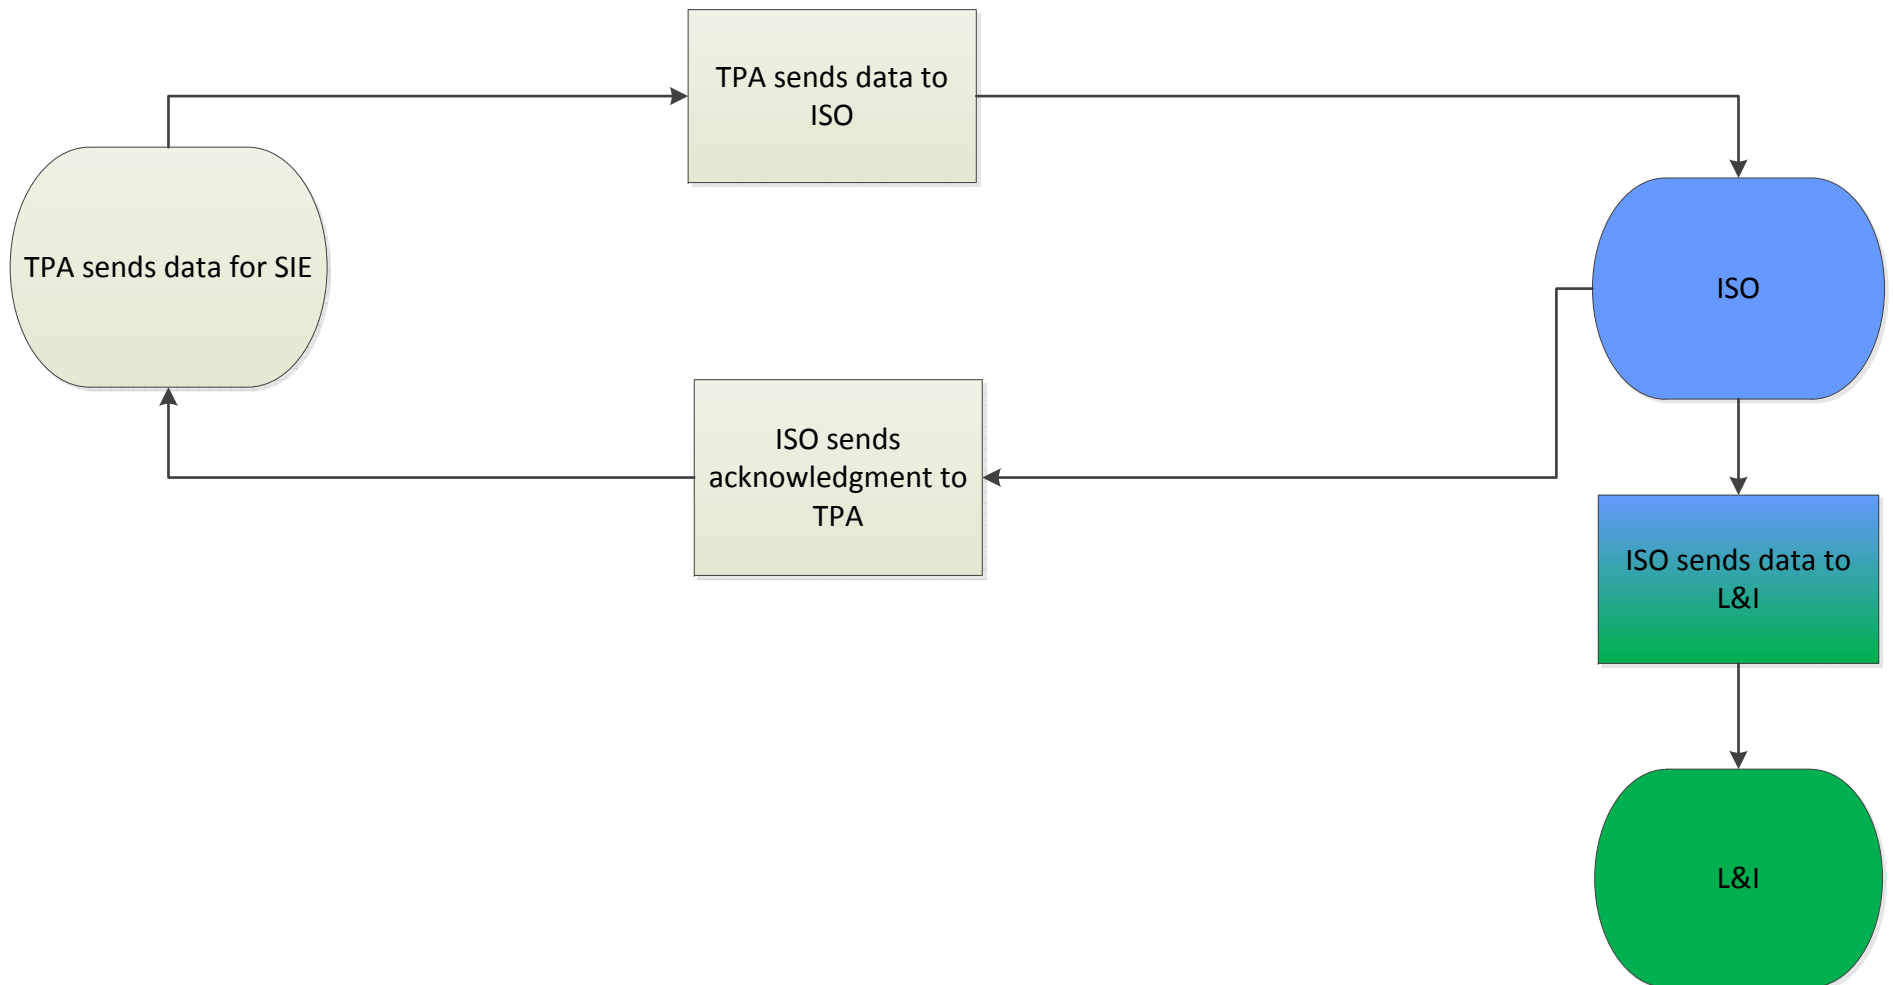 TPA sends data to
ISO
TPA sends data for SIE
ISO
ISO sends
acknowledgment to
TPA
ISO sends data to
L&I
L&I